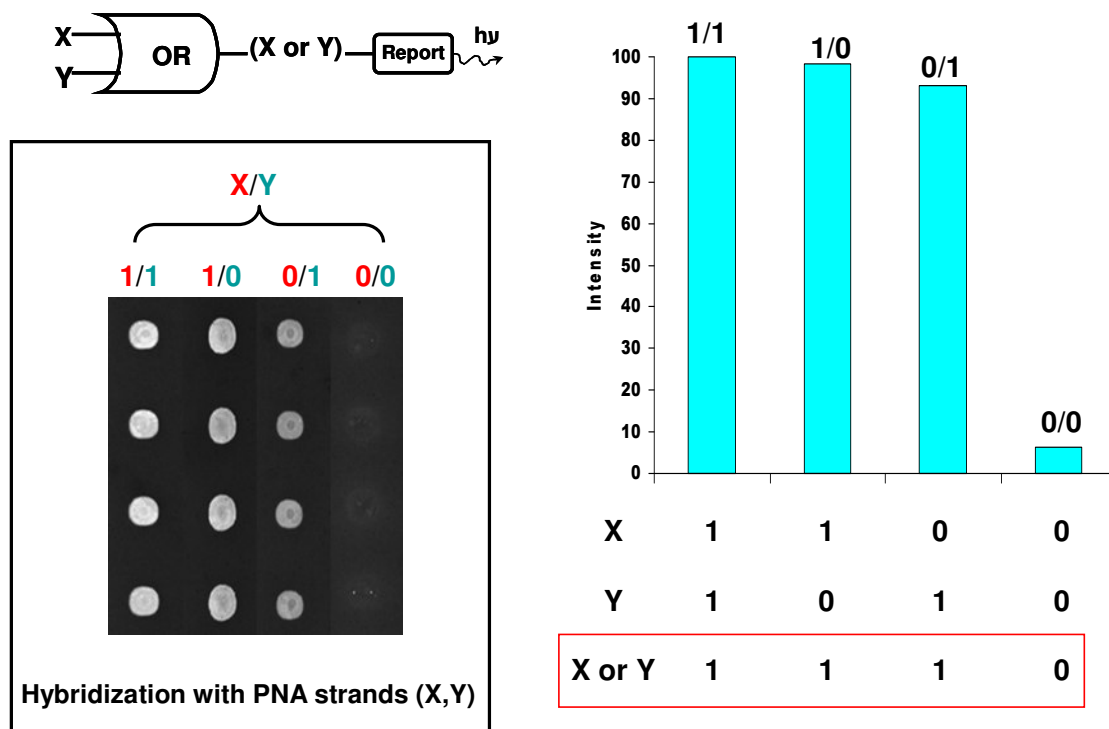 X
Y
OR
(X or Y)
Report
hν
X/Y
1/1 1/0 0/1 0/0
Hybridization with PNA strands (X,Y)
Intensity
100
90
80
70
60
50
40
30
20
10
0
1/1
1/0
0/1
0/0
X 1 1 0 0
Y 1 0 1 0
X or Y 1 1 1 0